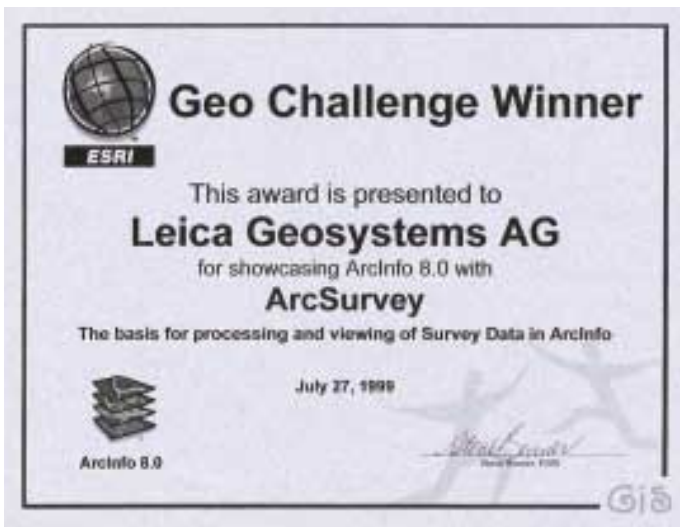 Geo Challenge Winner
ESRI
This award is presented to
Leica Geosystems AG
for showcasing ArcInfo 8.0 with
ArcSurvey
The basis for processing and viewing of Survey Data in ArcInfo
July 27, 1999
ArcInfo 8.0
GiS